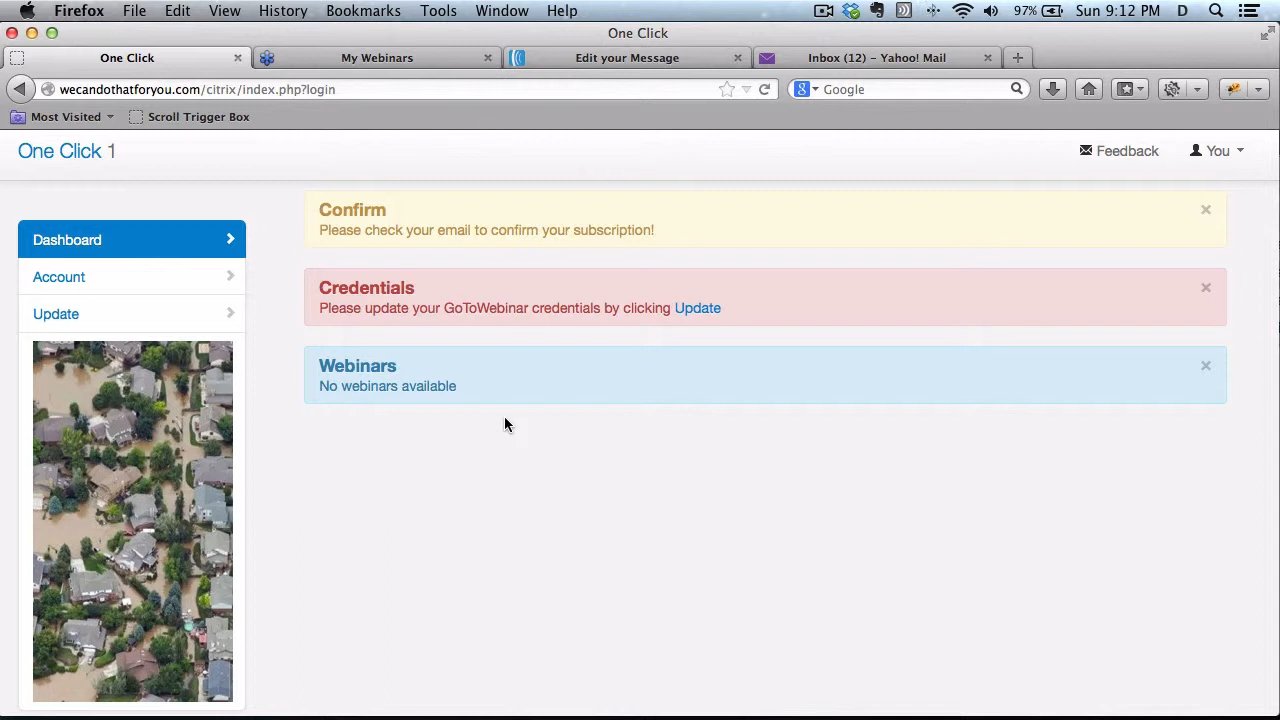 Firefox File Edit View History Bookmarks Tools Window Help 97% Sun 9:12 PM D
One Click
One Click My Webinars Edit your Message Inbox (12) – Yahoo! Mail
wecandothatforyou.com/citrix/index.php?login Google
Most Visited Scroll Trigger Box
One Click 1 Feedback You
Confirm
Please check your email to confirm your subscription!
Dashboard
Account
Update
Credentials
Please update your GoToWebinar credentials by clicking Update
Webinars
No webinars available